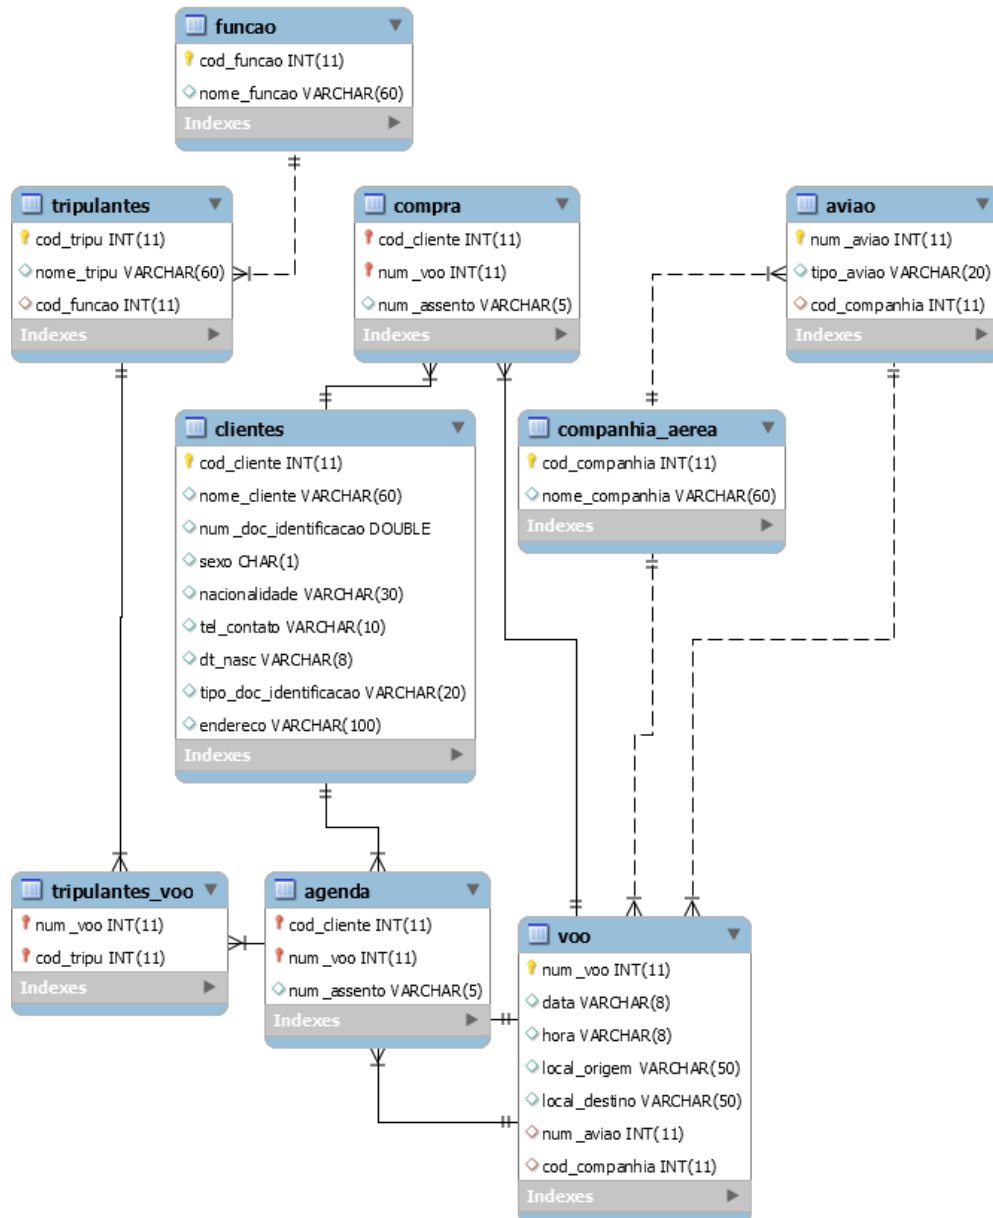 funcao
cod_funcao INT(11)
nome_funcao VARCHAR(60)
Indexes
tripulantes
cod_tripu INT(11)
nome_tripu VARCHAR(60)
cod_funcao INT(11)
Indexes
compra
cod_cliente INT(11)
num_voo INT(11)
num_assento VARCHAR(5)
Indexes
aviao
num_aviao INT(11)
tipo_aviao VARCHAR(20)
cod_companhia INT(11)
Indexes
clientes
cod_cliente INT(11)
nome_cliente VARCHAR(60)
num_doc_identificacao DOUBLE
sexo CHAR(1)
nacionalidade VARCHAR(30)
tel_contato VARCHAR(10)
dt_nasc VARCHAR(8)
tipo_doc_identificacao VARCHAR(20)
endereco VARCHAR(100)
Indexes
companhia_aerea
cod_companhia INT(11)
nome_companhia VARCHAR(60)
Indexes
tripulantes_voo
num_voo INT(11)
cod_tripu INT(11)
Indexes
agenda
cod_cliente INT(11)
num_voo INT(11)
num_assento VARCHAR(5)
Indexes
voo
num_voo INT(11)
data VARCHAR(8)
hora VARCHAR(8)
local_origem VARCHAR(50)
local_destino VARCHAR(50)
num_aviao INT(11)
cod_companhia INT(11)
Indexes